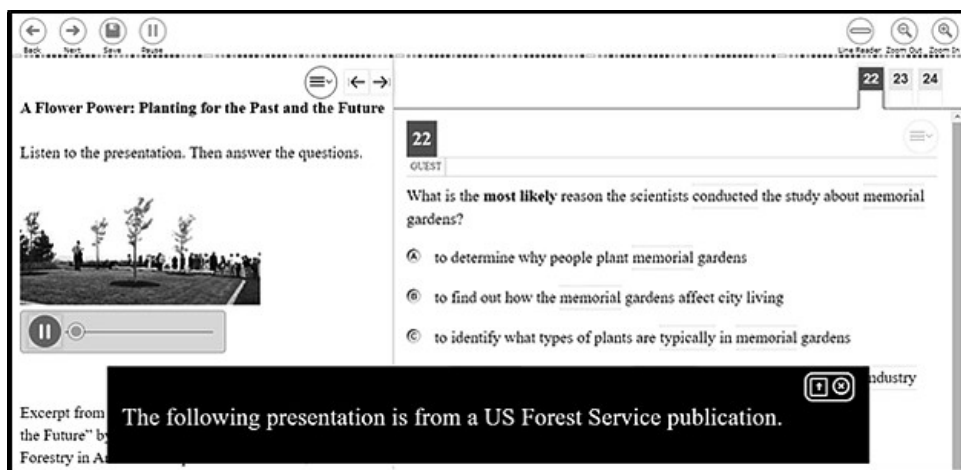 Back Next Save Pause
Line Reader Zoom Out Zoom In
22 23 24
A Flower Power: Planting for the Past and the Future
Listen to the presentation. Then answer the questions.
Excerpt from
the Future” by
Forestry in
22
GUEST
What is the most likely reason the scientists conducted the study about memorial
gardens?
A to determine why people plant memorial gardens
B to find out how the memorial gardens affect city living
C to identify what types of plants are typically in memorial gardens
industry
The following presentation is from a US Forest Service publication.